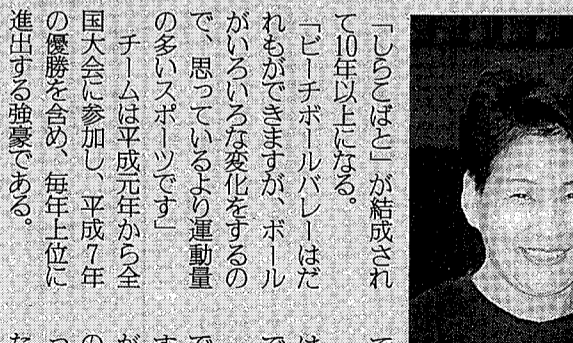 「しらこばと」が結成され
て10年以上になる。
「ビーチボールバレーはだ
れもができますが、ボール
がいろいろな変化をするの
で、思っているより運動量
の多いスポーツです」
チームは平成元年から全
国大会に参加し、平成7年
の優勝を含め、毎年上位に
進出する強豪である。